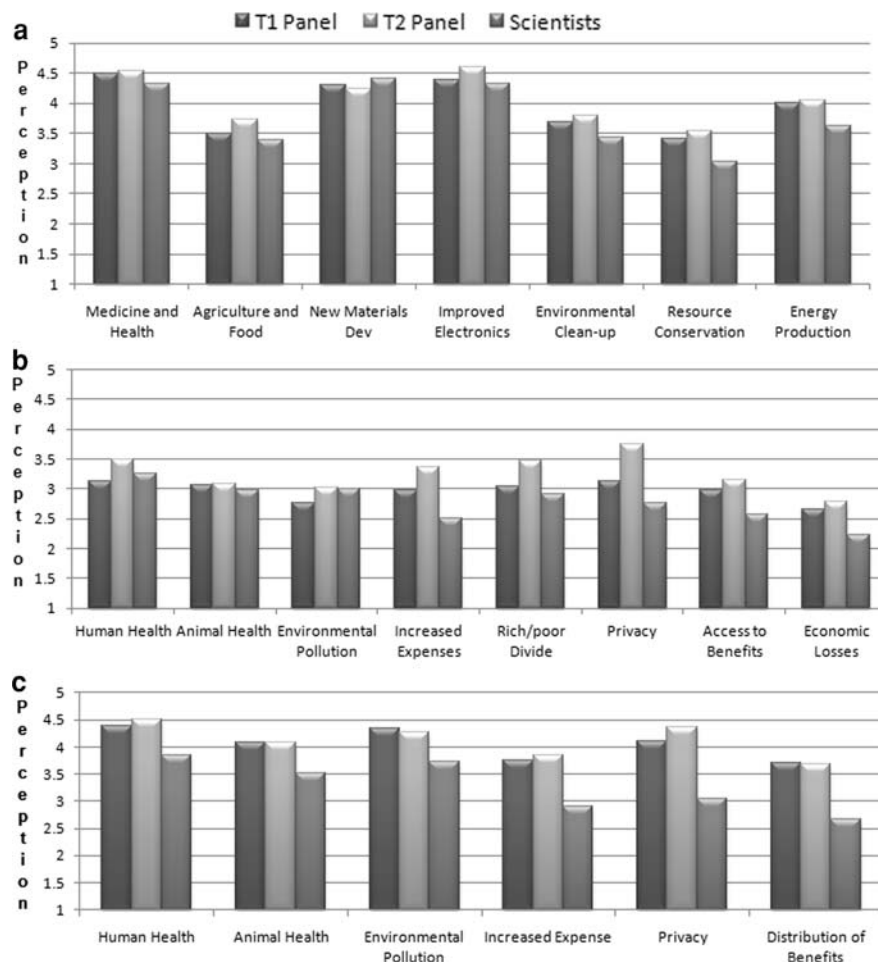 T1 Panel T2 Panel Scientists
a
Perception
5
4.5
4
3.5
3
2.5
2
1.5
1
Medicine and Health
Agriculture and Food
New Materials Dev
Improved Electronics
Environmental Clean-up
Resource Conservation
Energy Production
b
Perception
5
4.5
4
3.5
3
2.5
2
1.5
1
Human Health
Animal Health
Environmental Pollution
Increased Expenses
Rich/poor Divide
Privacy
Access to Benefits
Economic Losses
c
Perception
5
4.5
4
3.5
3
2.5
2
1.5
1
Human Health
Animal Health
Environmental Pollution
Increased Expense
Privacy
Distribution of Benefits